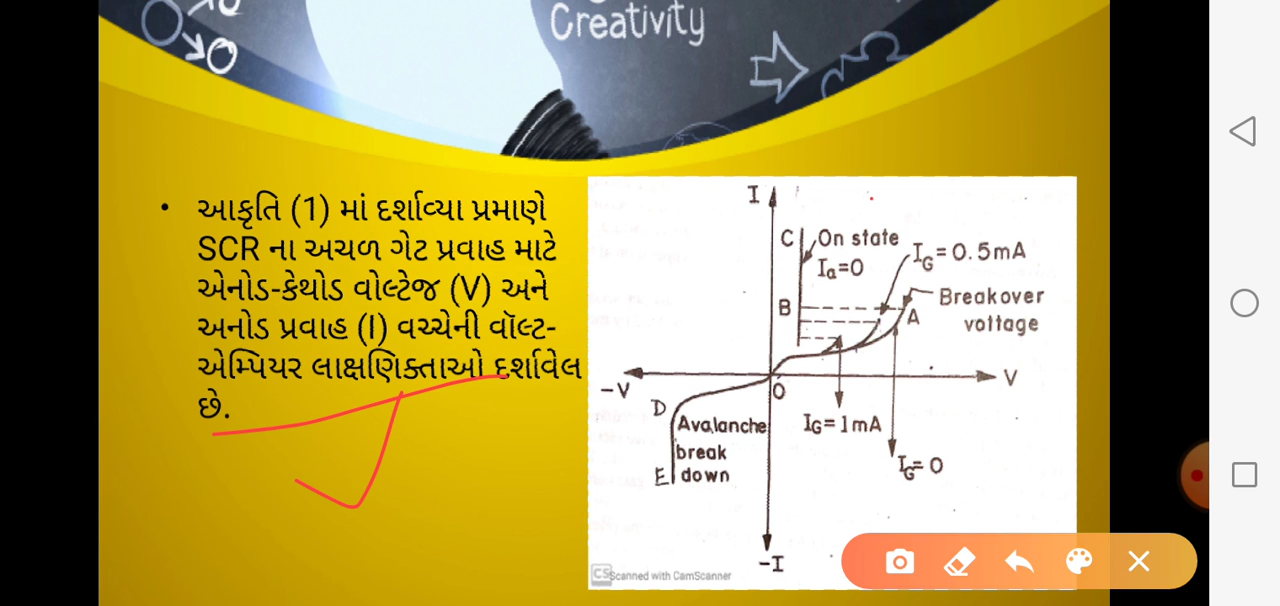 Creativity
• આકૃતિ (1) માં દર્શાવ્યા પ્રમાણે
SCR ના અચળ ગેટ પ્રવાહ માટે
એનોડ-કેથોડ વોલ્ટેજ (V) અને
અનોડ પ્રવાહ (I) વચ્ચેની વૉલ્ટ-
એમ્પિયર લાક્ષણિક્તાઓ દર્શાવેલ
છે.
I
C On state
Ia=0
IG=0.5mA
B
Breakover
voltage
A
-V
O
V
D
Avalanche
break
E down
IG=1mA
IG=0
-I
CS Scanned with CamScanner